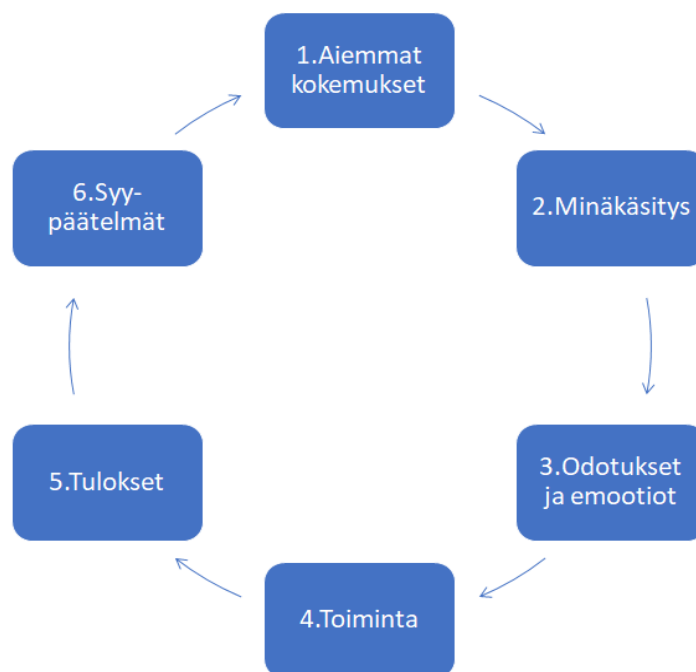 1.Aiemmat
kokemukset
2.Minäkäsitys
3.Odotukset
ja emootiot
4.Toiminta
5.Tulokset
6.Syy-
päätelmät